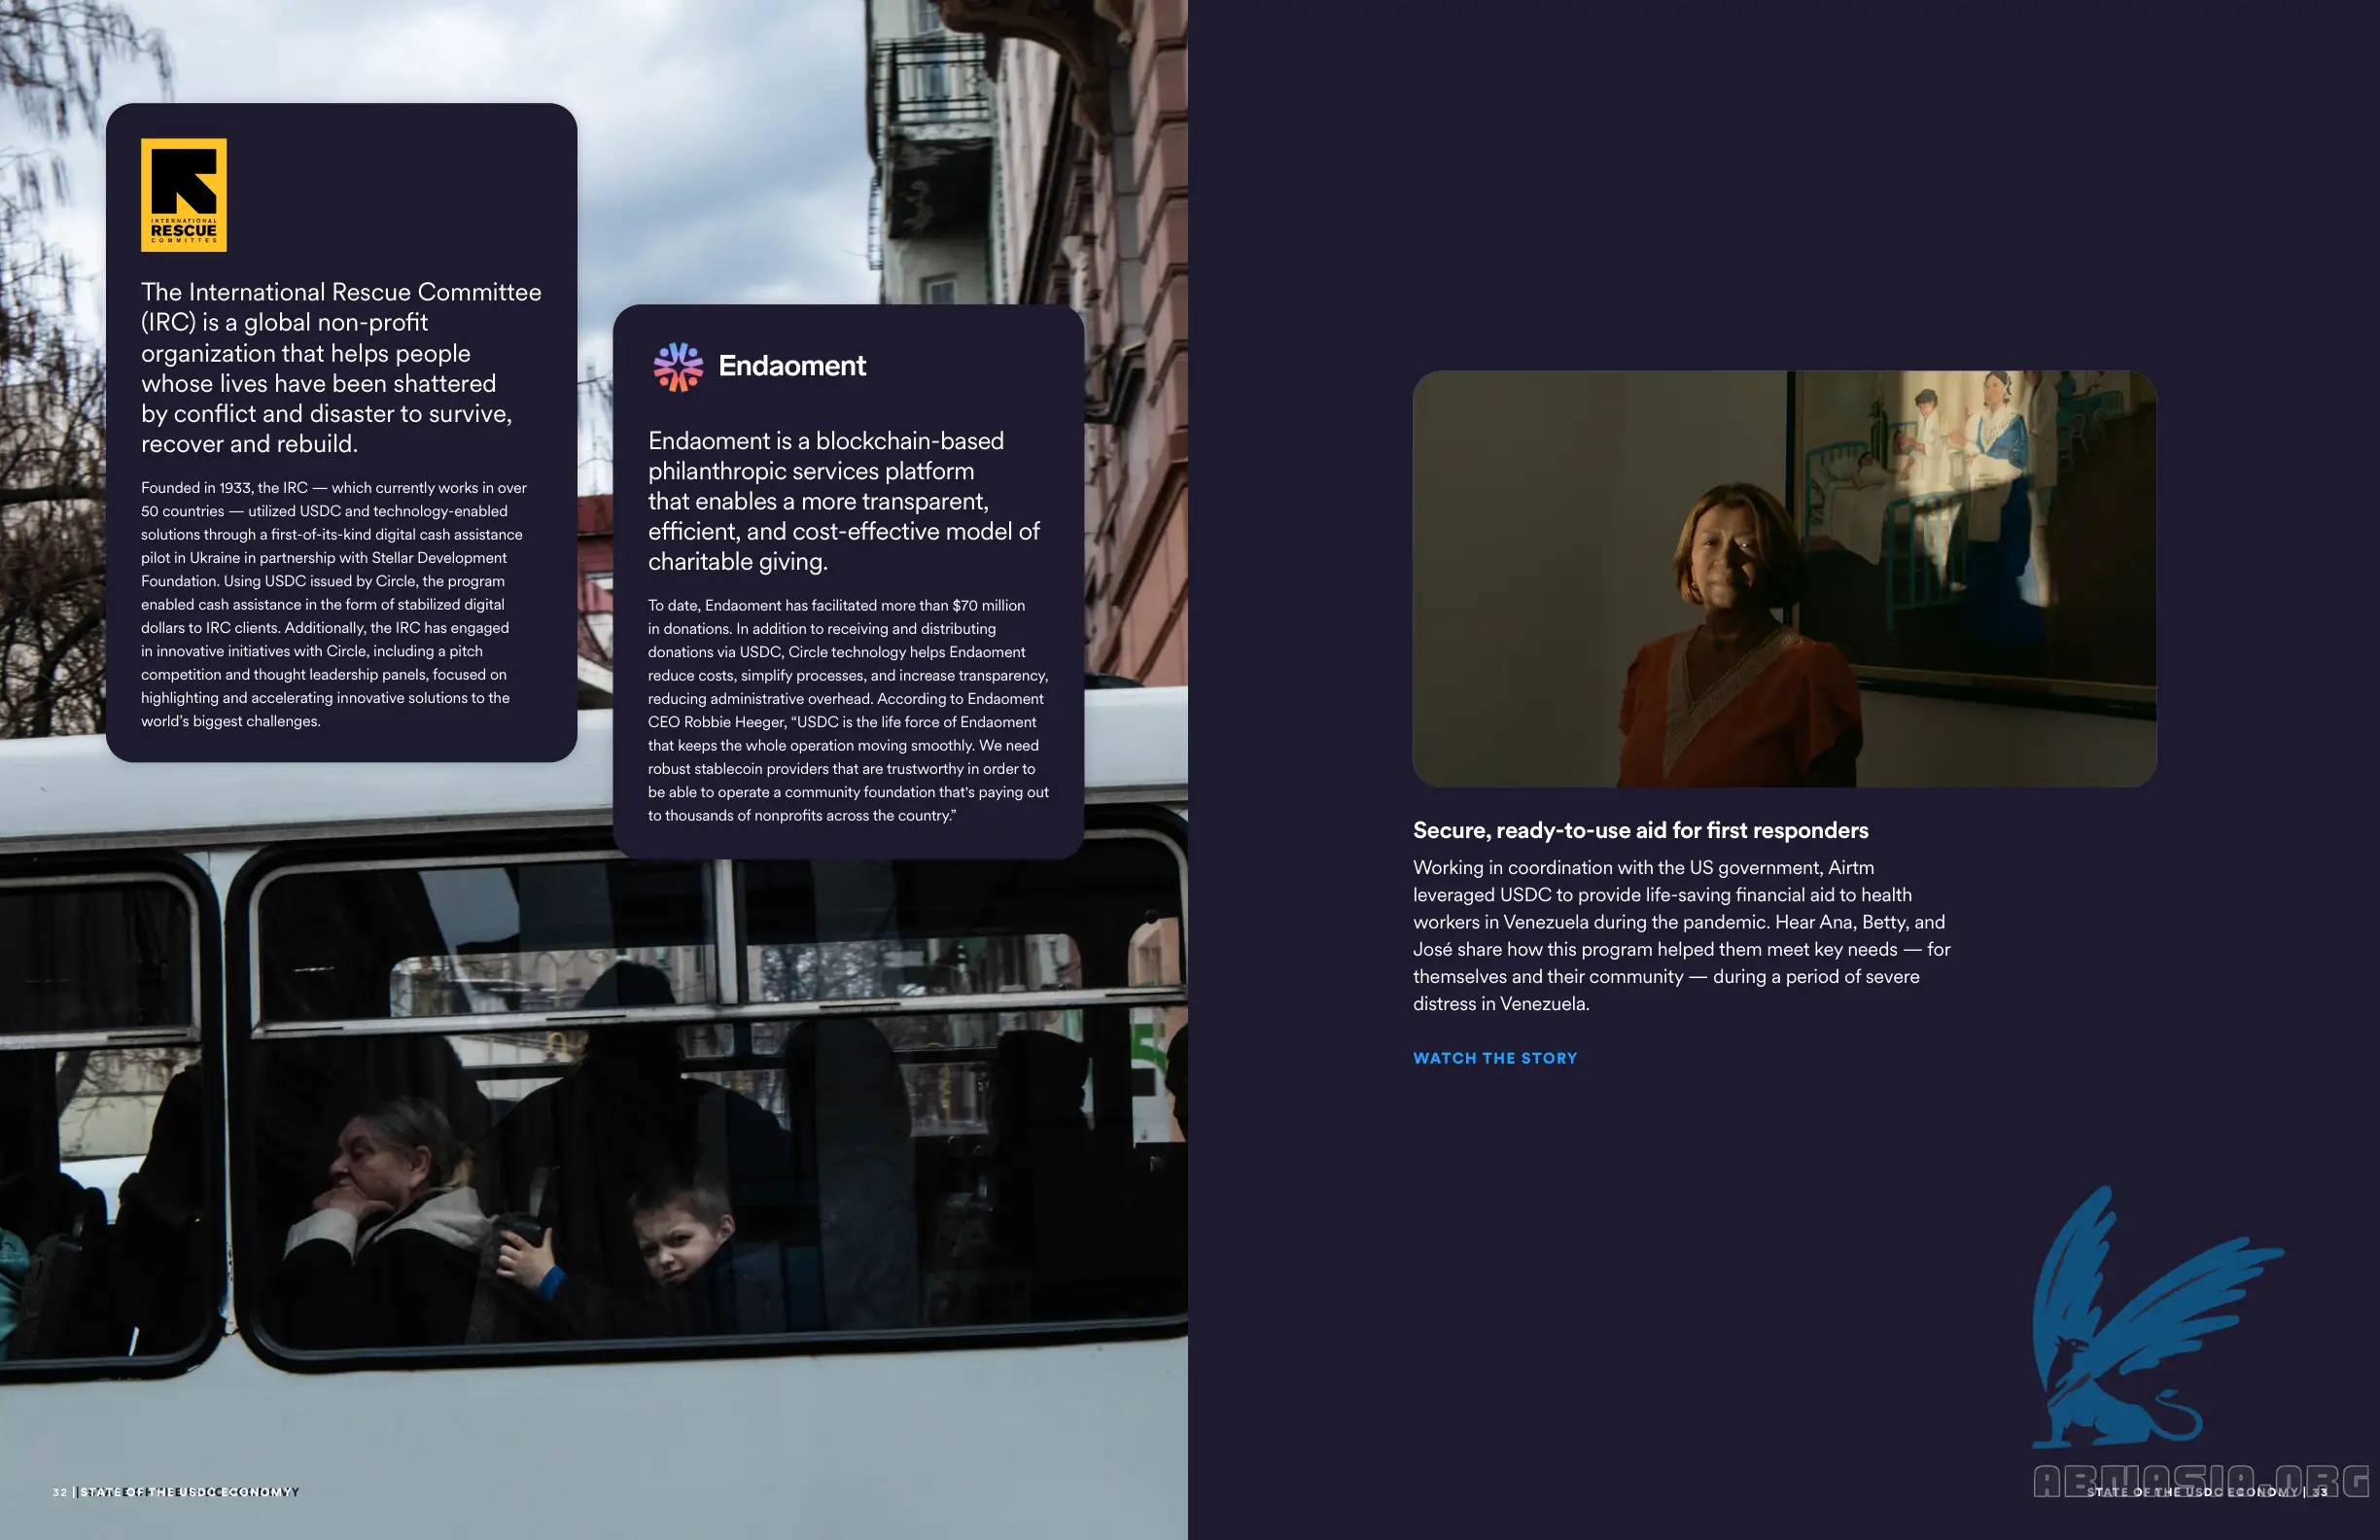 INTERNATIONAL
RESCUE
COMMITTEE
The International Rescue Committee
(IRC) is a global non-profit
organization that helps people
whose lives have been shattered
by conflict and disaster to survive,
recover and rebuild.
Founded in 1933, the IRC — which currently works in over
50 countries — utilized USDC and technology-enabled
solutions through a first-of-its-kind digital cash assistance
pilot in Ukraine in partnership with Stellar Development
Foundation. Using USDC issued by Circle, the program
enabled cash assistance in the form of stabilized digital
dollars to IRC clients. Additionally, the IRC has engaged
in innovative initiatives with Circle, including a pitch
competition and thought leadership panels, focused on
highlighting and accelerating innovative solutions to the
world’s biggest challenges.
Endaoment
Endaoment is a blockchain-based
philanthropic services platform
that enables a more transparent,
efficient, and cost-effective model of
charitable giving.
To date, Endaoment has facilitated more than $70 million
in donations. In addition to receiving and distributing
donations via USDC, Circle technology helps Endaoment
reduce costs, simplify processes, and increase transparency,
reducing administrative overhead. According to Endaoment
CEO Robbie Heeger, “USDC is the life force of Endaoment
that keeps the whole operation moving smoothly. We need
robust stablecoin providers that are trustworthy in order to
be able to operate a community foundation that's paying out
to thousands of nonprofits across the country.”
32 | STATE OF THE USDC ECONOMY
Secure, ready-to-use aid for first responders
Working in coordination with the US government, Airtm
leveraged USDC to provide life-saving financial aid to health
workers in Venezuela during the pandemic. Hear Ana, Betty, and
José share how this program helped them meet key needs — for
themselves and their community — during a period of severe
distress in Venezuela.
WATCH THE STORY
ABNASIA.ORG
STATE OF THE USDC ECONOMY | 33